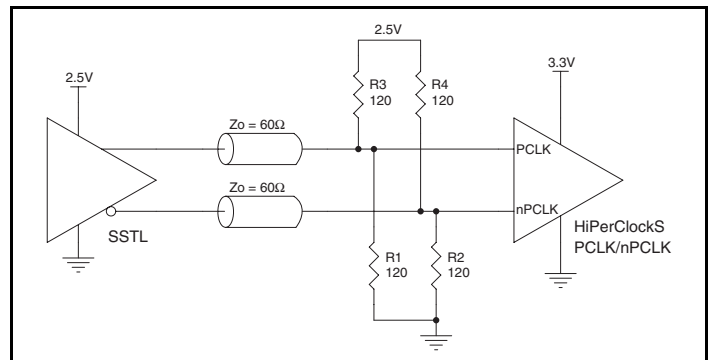 2.5V
3.3V
2.5V
R3
120
R4
120
Zo = 60Ω
PCLK
Zo = 60Ω
nPCLK
SSTL
HiPerClockS
PCLK/nPCLK
R1
120
R2
120